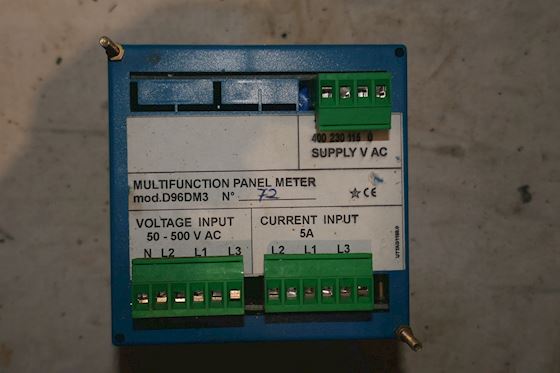 400 230 115 0
SUPPLY V AC
MULTIFUNCTION PANEL METER
mod.D96DM3 N° 72
CE
VOLTAGE INPUT
50 - 500 V AC
N L2 L1 L3
CURRENT INPUT
5A
L2 L1 L3